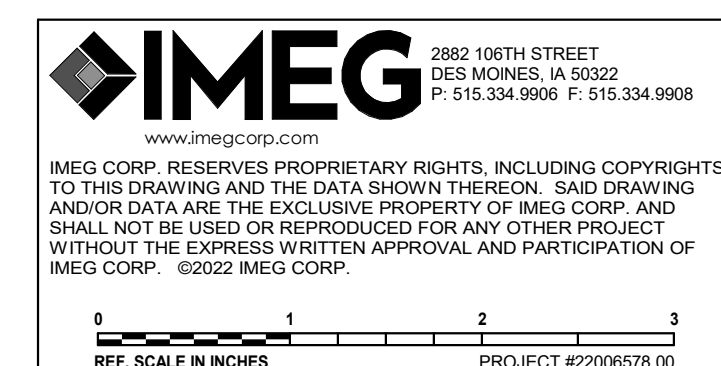 IMEG
2882 106TH STREET
DES MOINES, IA 50322
P: 515.334.9906 F: 515.334.9908
www.imegcorp.com
IMEG CORP. RESERVES PROPRIETARY RIGHTS, INCLUDING COPYRIGHTS
TO THIS DRAWING AND THE DATA SHOWN THEREON. SAID DRAWING
AND/OR DATA ARE THE EXCLUSIVE PROPERTY OF IMEG CORP. AND
SHALL NOT BE USED OR REPRODUCED FOR ANY OTHER PROJECT
WITHOUT THE EXPRESS WRITTEN APPROVAL AND PARTICIPATION OF
IMEG CORP. ©2022 IMEG CORP.
0 1 2 3
REF. SCALE IN INCHES PROJECT #22006578.00